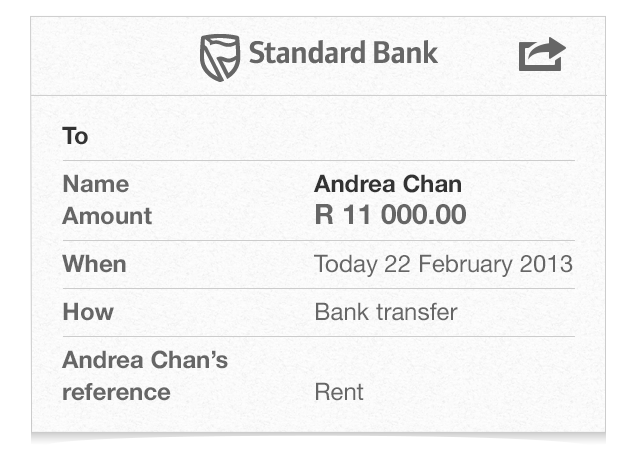 Standard Bank
To
Name Andrea Chan
Amount R 11 000.00
When Today 22 February 2013
How Bank transfer
Andrea Chan’s
reference Rent